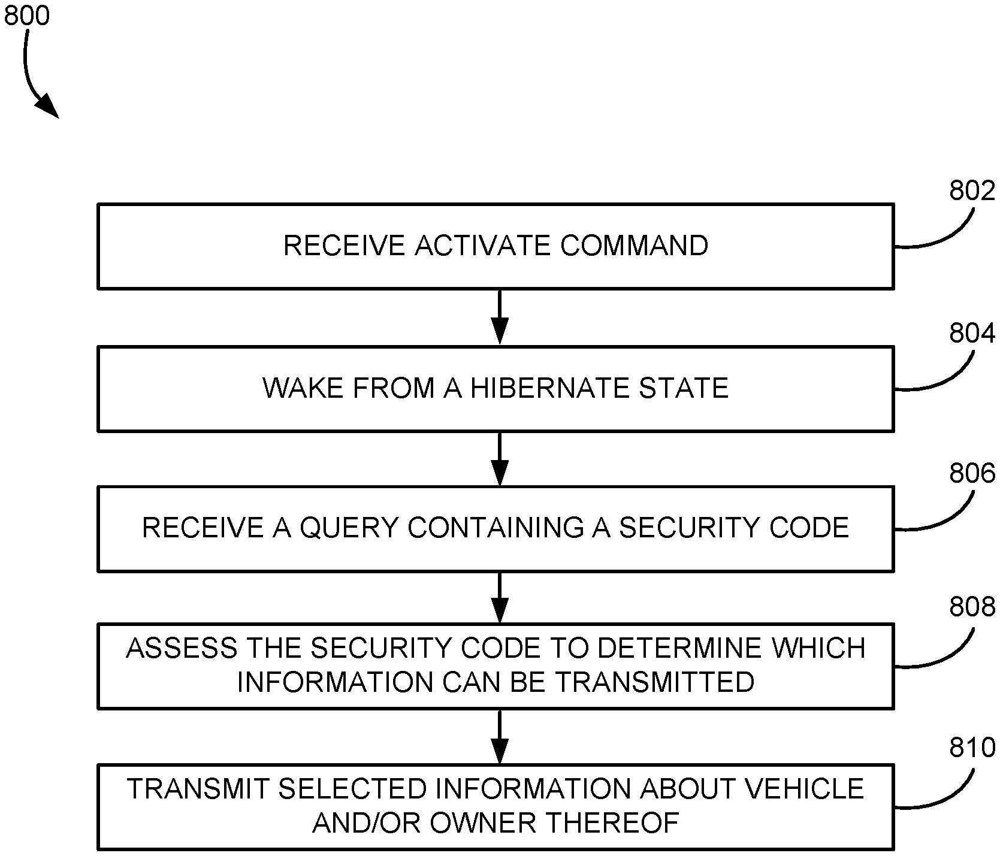 800
802
RECEIVE ACTIVATE COMMAND
804
WAKE FROM A HIBERNATE STATE
806
RECEIVE A QUERY CONTAINING A SECURITY CODE
808
ASSESS THE SECURITY CODE TO DETERMINE WHICH
INFORMATION CAN BE TRANSMITTED
810
TRANSMIT SELECTED INFORMATION ABOUT VEHICLE
AND/OR OWNER THEREOF